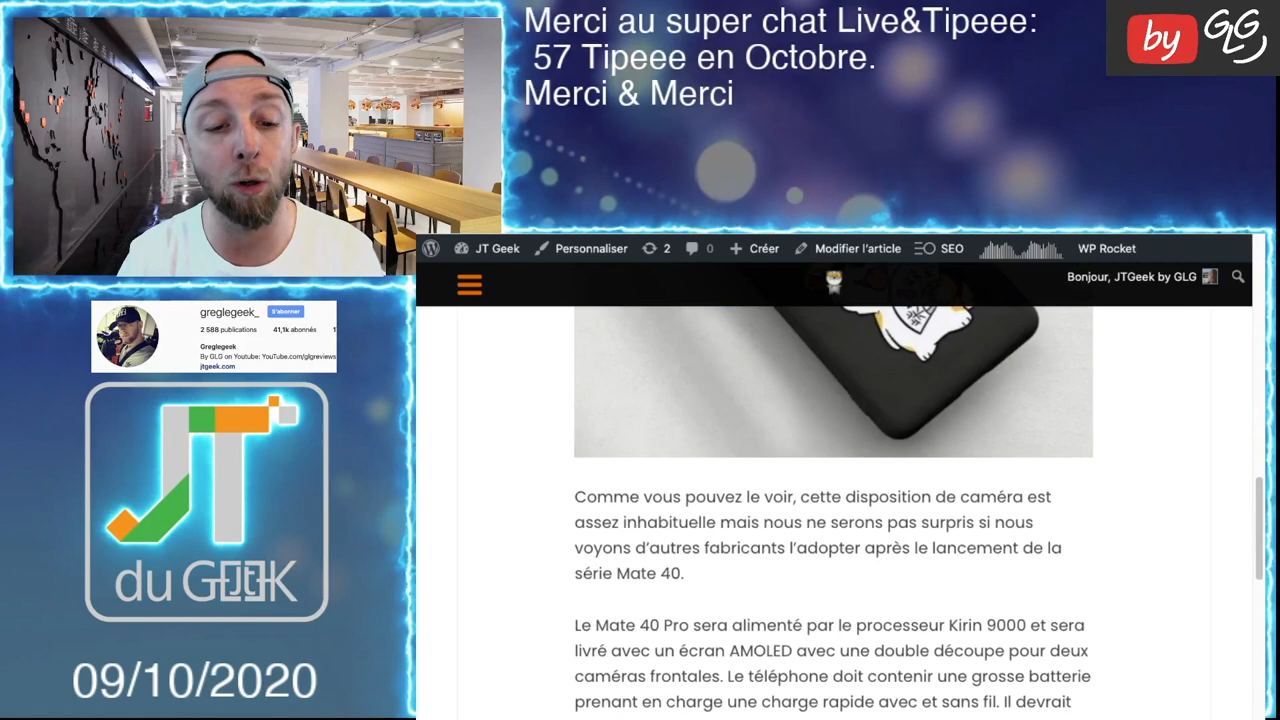 Merci au super chat Live&Tipeee:
57 Tipeee en Octobre.
Merci & Merci
by GLG
greglegeek_ S'abonner
2 588 publications 41,1k abonnés 1
Greglegeek
By GLG on Youtube: YouTube.com/glgreviews
jtgeek.com
JT
du GEEK
09/10/2020
JT Geek Personnaliser 2 0 Créer Modifier l'article SEO WP Rocket
Bonjour, JTGeek by GLG
Comme vous pouvez le voir, cette disposition de caméra est
assez inhabituelle mais nous ne serons pas surpris si nous
voyons d'autres fabricants l'adopter après le lancement de la
série Mate 40.
Le Mate 40 Pro sera alimenté par le processeur Kirin 9000 et sera
livré avec un écran AMOLED avec une double découpe pour deux
caméras frontales. Le téléphone doit contenir une grosse batterie
prenant en charge une charge rapide avec et sans fil. Il devrait